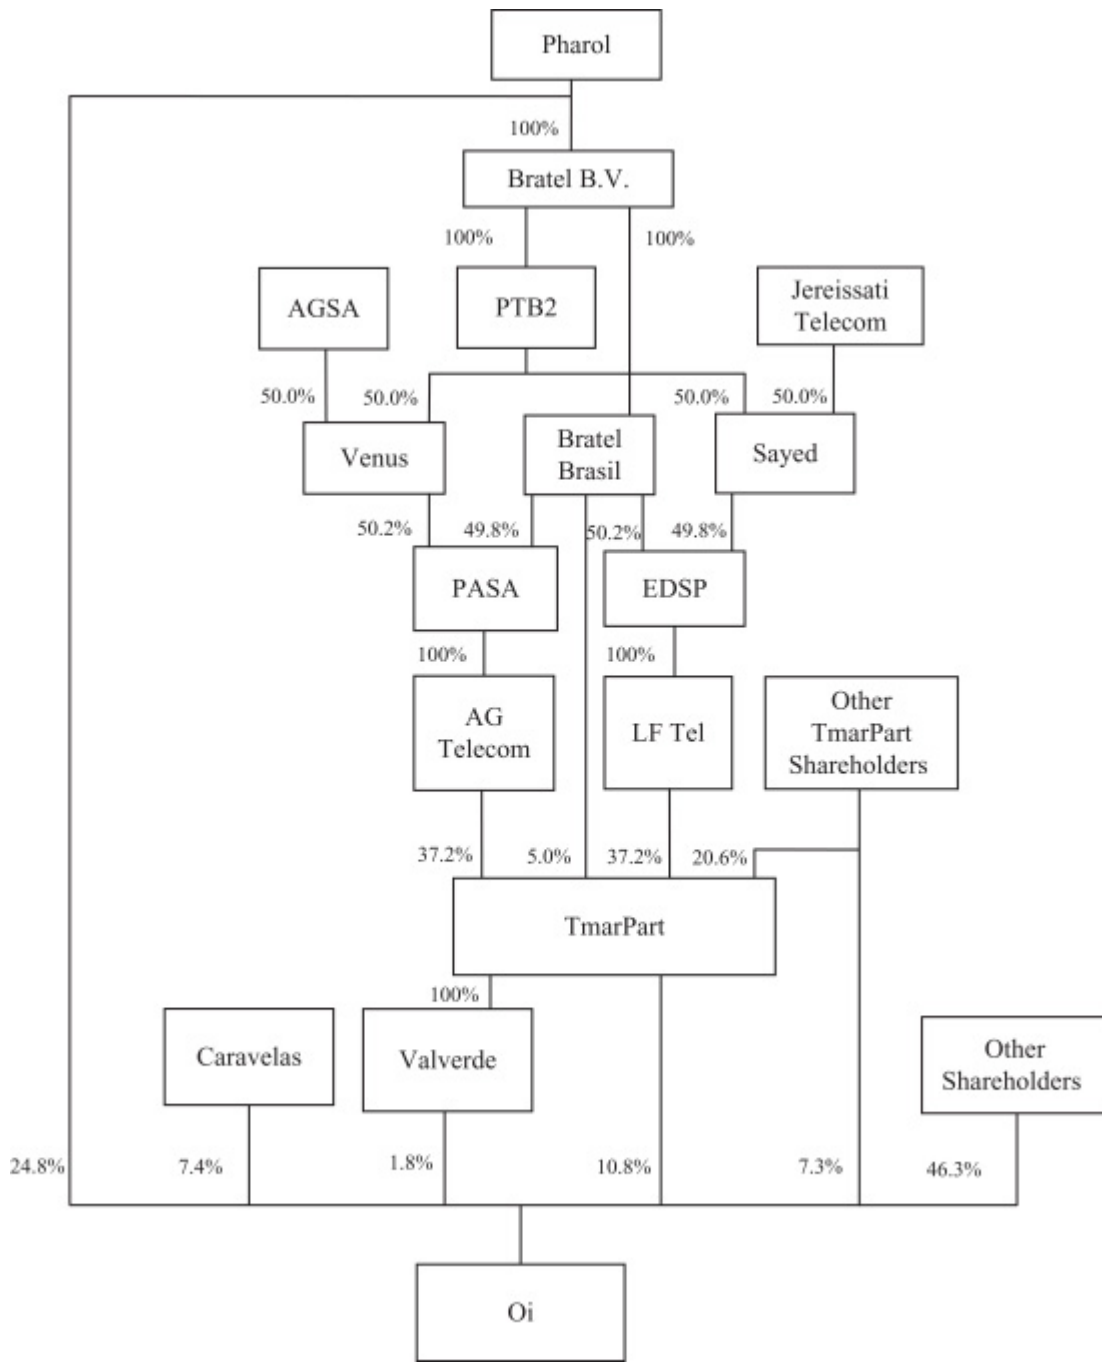 Pharol
100%
Bratel B.V.
100%
100%
AGSA
PTB2
Jereissati
Telecom
50.0%
50.0%
50.0%
50.0%
Venus
Bratel
Brasil
Sayed
50.2%
49.8%
50.2%
49.8%
PASA
EDSP
100%
100%
AG
Telecom
LF Tel
Other
TmarPart
Shareholders
37.2%
5.0%
37.2%
20.6%
TmarPart
100%
Caravelas
Valverde
Other
Shareholders
24.8%
7.4%
1.8%
10.8%
7.3%
46.3%
Oi